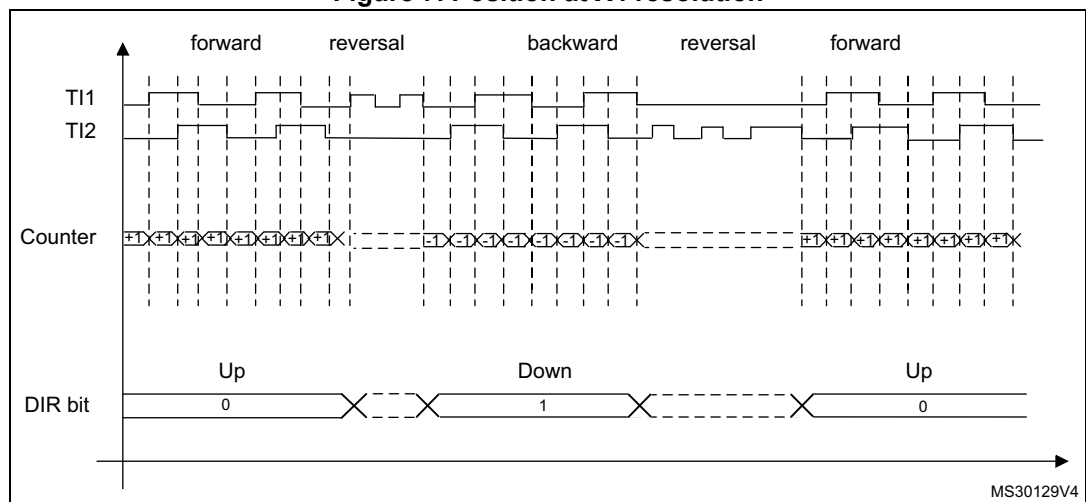 Figure Position at resolution
forward reversal backward reversal forward
TI1
TI2
Counter +1 +1 +1 +1 +1 +1 +1 +1 -1 -1 -1 -1 -1 -1 -1 -1 +1 +1 +1 +1 +1 +1 +1 +1
Up Down Up
DIR bit 0 1 0
MS30129V4